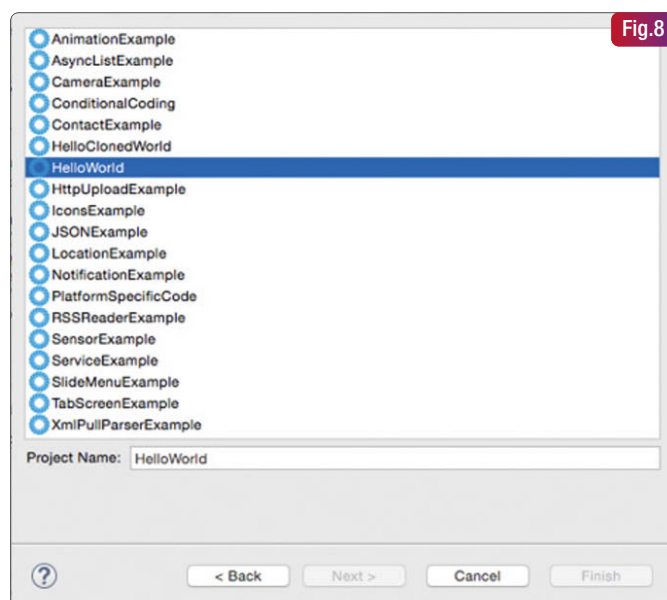 Fig.8
AnimationExample
AsyncListExample
CameraExample
ConditionalCoding
ContactExample
HelloClonedWorld
HelloWorld
HttpUploadExample
IconsExample
JSONExample
LocationExample
NotificationExample
PlatformSpecificCode
RSSReaderExample
SensorExample
ServiceExample
SlideMenuExample
TabScreenExample
XmlPullParserExample
Project Name: HelloWorld
?
< Back Next > Cancel Finish